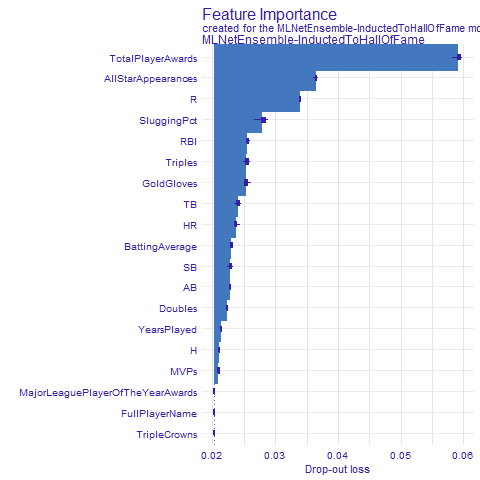 Feature Importance
created for the MLNetEnsemble-InductedToHallOfFame mo
MLNetEnsemble-InductedToHallOfFame
TotalPlayerAwards
AllStarAppearances
R
SluggingPct
RBI
Triples
GoldGloves
TB
HR
BattingAverage
SB
AB
Doubles
YearsPlayed
H
MVPs
MajorLeaguePlayerOfTheYearAwards
FullPlayerName
TripleCrowns
0.02 0.03 0.04 0.05 0.06
Drop-out loss